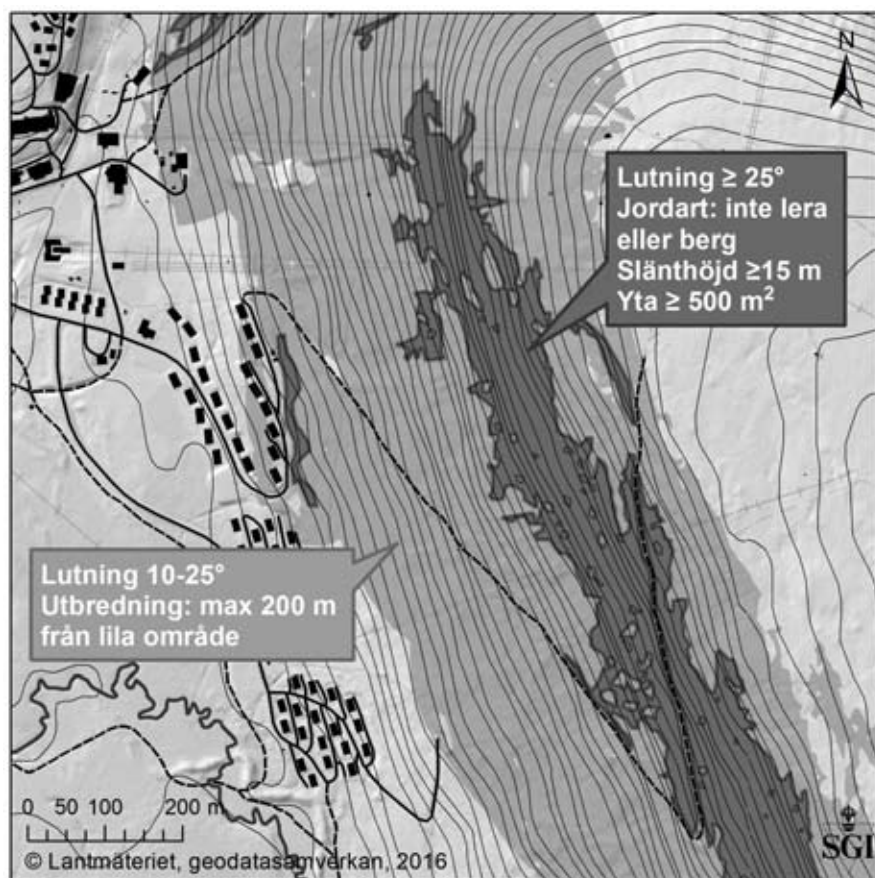 N
Lutning ≥ 25°
Jordart: inte lera
eller berg
Slänthöjd ≥15 m
Yta ≥ 500 m²
Lutning 10-25°
Utbredning: max 200 m
från lila område
0 50 100 200 m
© Lantmäteriet, geodatasamverkan, 2016
SGI